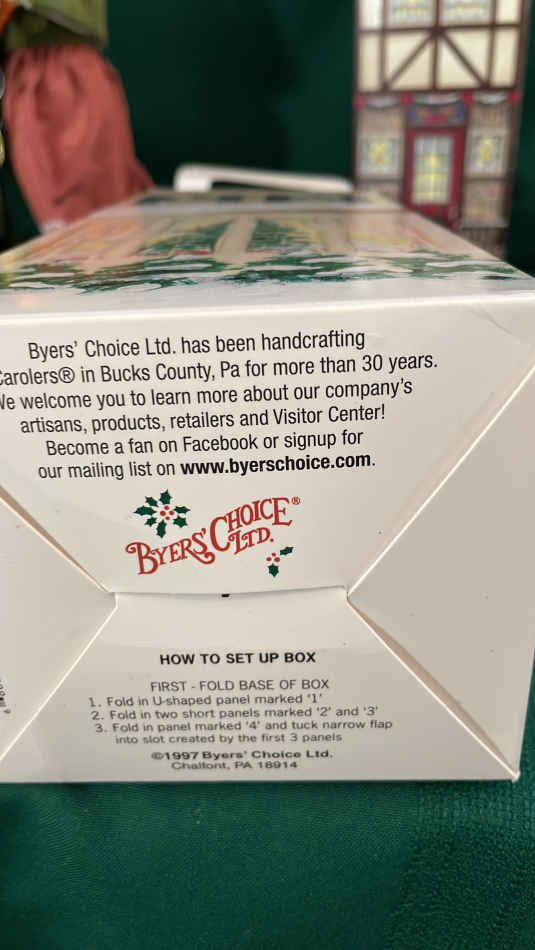 Byers' Choice Ltd. has been handcrafting
Carolers® in Bucks County, Pa for more than 30 years.
We welcome you to learn more about our company's
artisans, products, retailers and Visitor Center!
Become a fan on Facebook or signup for
our mailing list on www.byerschoice.com.
BYERS' CHOICE®
LTD.
HOW TO SET UP BOX
FIRST - FOLD BASE OF BOX
1. Fold in U-shaped panel marked '1'
2. Fold in two short panels marked '2' and '3'
3. Fold in panel marked '4' and tuck narrow flap
into slot created by the first 3 panels
©1997 Byers' Choice Ltd.
Chalfont, PA 18914